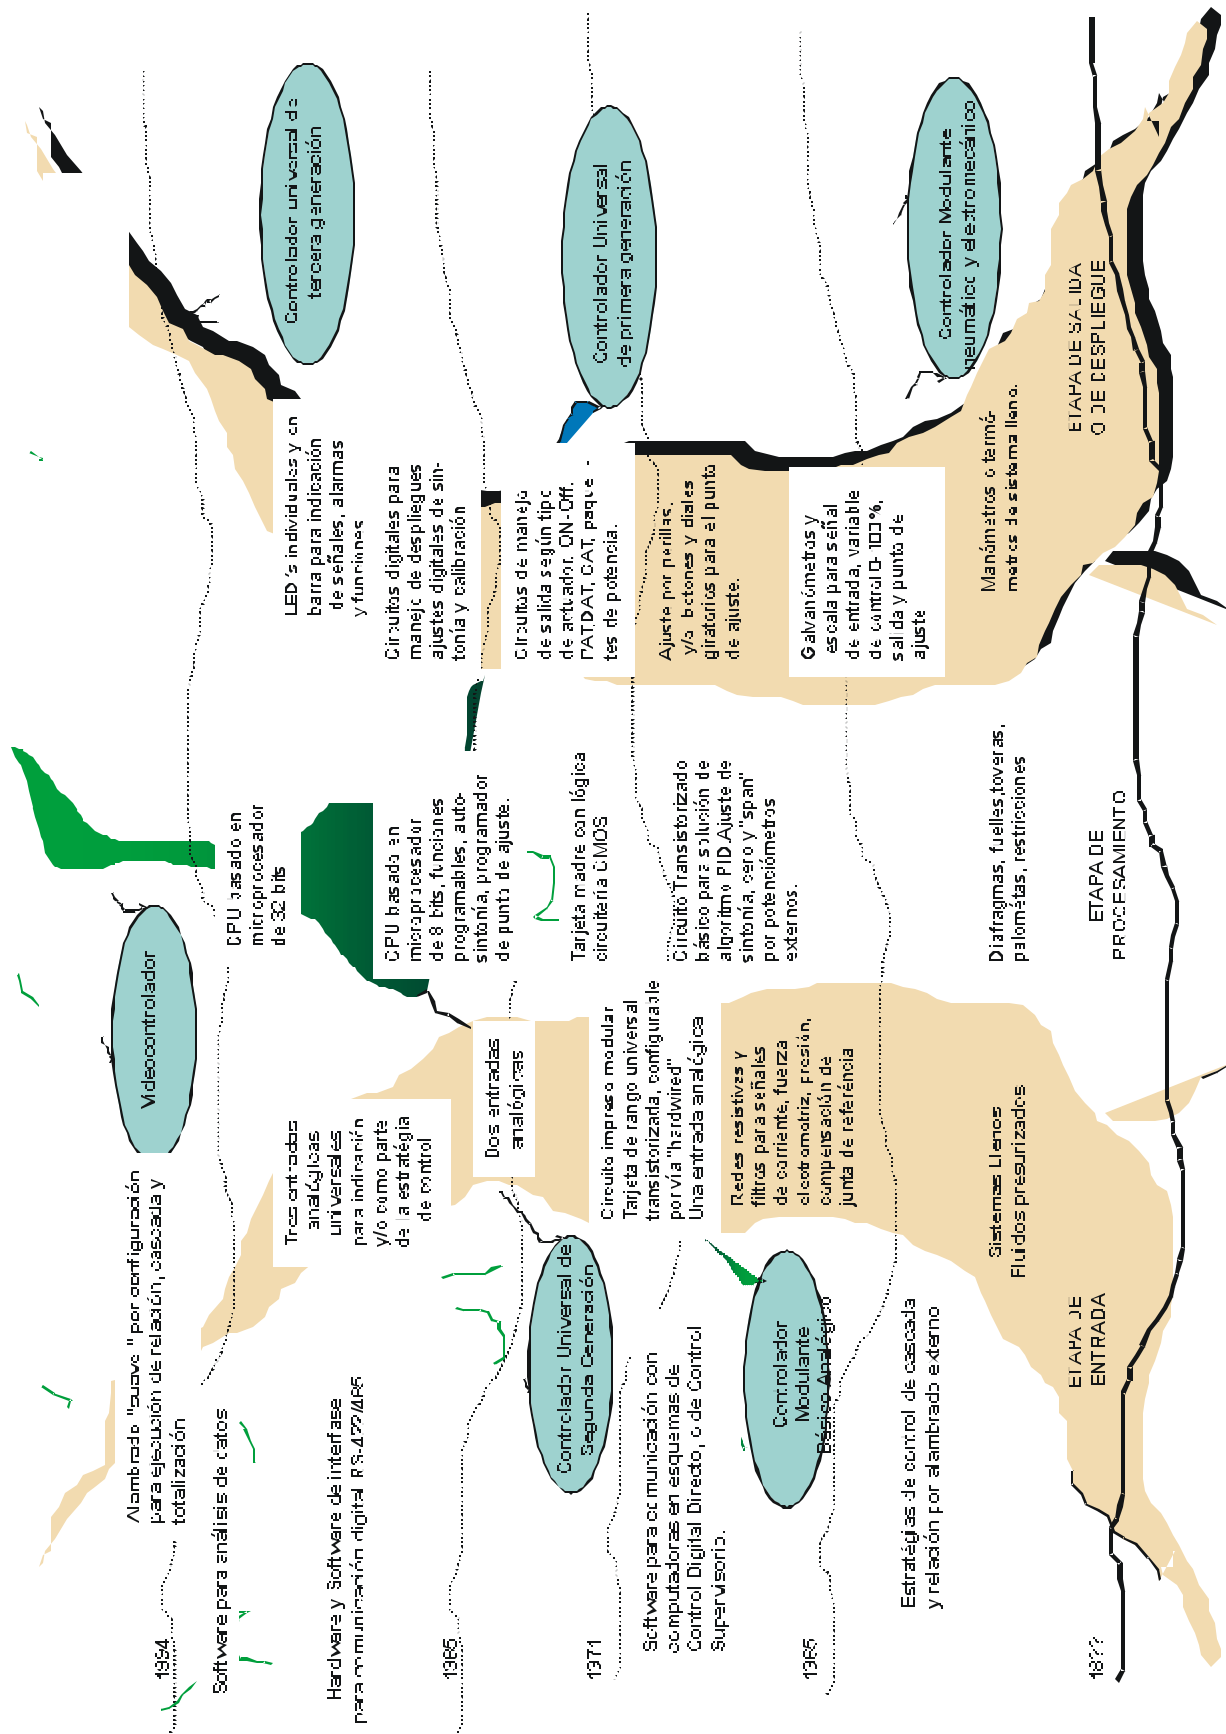 Controlador universal de
tercera generación
Controlador Universal
de primera generación
Controlador Modulante
neumático y electromecánico
Videocontrolador
Controlador Universal de
Segunda Generación
Controlador
Modulante
Básico Analógico
1994
Alambrado "suave" por configuración
para ejecución de relación, cascada y
totalización
Software para análisis de datos
Tres entradas
analógicas
universales
para indicación
y/o como parte
de la estratégia
de control
CPU basado en
microprocesador
de 32 bits
LED´s individuales y en
barra para indicación
de señales, alarmas
y funciones
Hardware y Software de interfase
para comunicación digital RS-422/485
1985
Dos entradas
analógicas
CPU basado en
microprocesador
de 8 bits, funciones
programables, auto-
sintonía, programador
de punto de ajuste.
Circuitos digitales para
manejo de despliegues
ajustes digitales de sin-
tonía y calibración
1971
Circuito impreso modular
Tarjeta de rango universal
transistorizada, configurable
por vía "hardwired"
Una entrada analógica
Tarjeta madre con lógica
circuitería CMOS
Circuitos de manejo
de salida según tipo
de actuador, ON-Off.
PAT,DAT, CAT, paque -
tes de potencia.
Software para comunicación con
computadoras en esquemas de
Control Digital Directo, o de Control
Supervisorio.
1965
Redes resistivas y
filtros para señales
de corriente, fuerza
electromotriz, presión,
compensación de
junta de referéncia
Circuito Transistorizado
básico para solución de
algoritmo PID Ajuste de
sintonía, cero y "span"
por potenciómetros
externos.
Ajuste por perillas,
y/o botones y diales
giratorios para el punto
de ajuste.
Galvanómetros y
escala para señal
de entrada, variable
de control 0- 100%,
salida y punto de
ajuste
Estratégias de control de cascada
y relación por alambrado externo
Sistemas Llenos
Fluidos presurizados
Diafragmas, fuelles,toveras,
palométas, restricciones
Manómetros o termó-
metros de sistema lleno.
18??
ETAPA DE
ENTRADA
ETAPA DE
PROCESAMIENTO
ETAPA DE SALIDA
O DE DESPLIEGUE